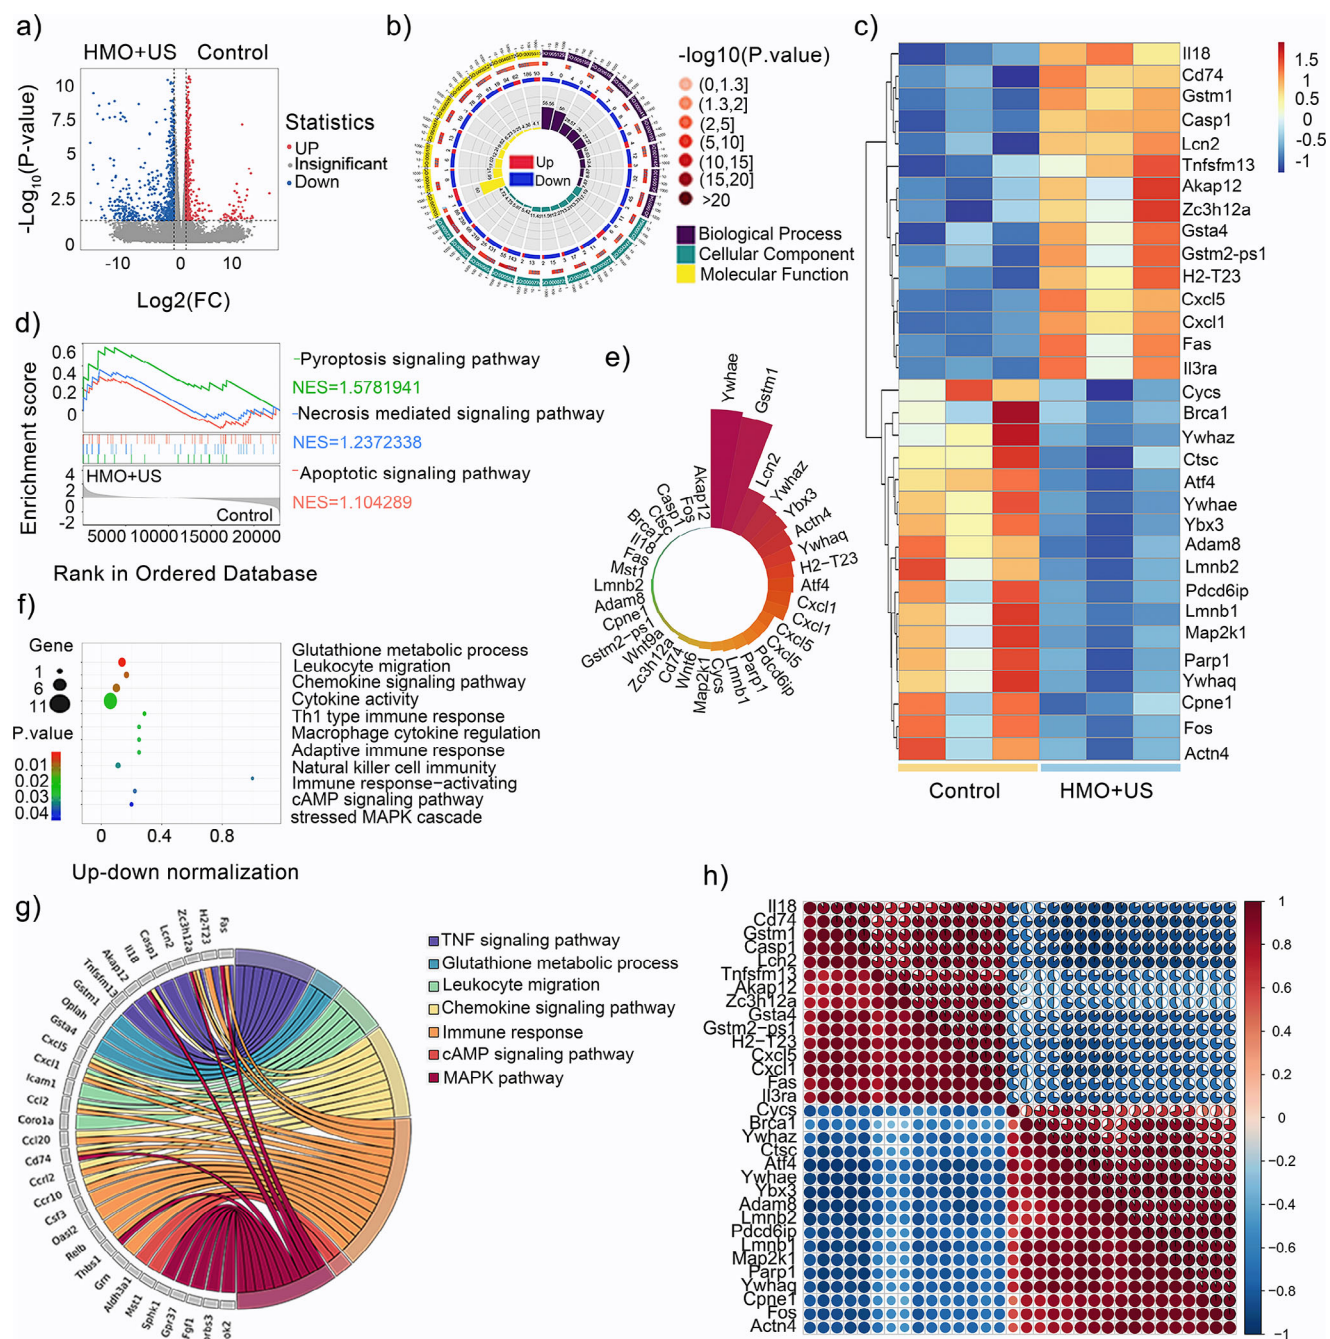 a)
HMO+US Control
10
7.5
5
2.5
0
-Log10(P-value)
-10 0 10
Log2(FC)
Statistics
UP
Insignificant
Down
b)
Up
Down
-log10(P.value)
(0,1.3]
(1.3,2]
(2,5]
(5,10]
(10,15]
(15,20]
>20
Biological Process
Cellular Component
Molecular Function
c)
Il18
Cd74
Gstm1
Casp1
Lcn2
Tnfsfm13
Akap12
Zc3h12a
Gsta4
Gstm2-ps1
H2-T23
Cxcl5
Cxcl1
Fas
Il3ra
Cycs
Brca1
Ywhaz
Ctsc
Atf4
Ywhae
Ybx3
Adam8
Lmnb2
Pdcd6ip
Lmnb1
Map2k1
Parp1
Ywhaq
Cpne1
Fos
Actn4
1.5
0.5
0
-0.5
-1
Control HMO+US
d)
Enrichment score
0.6
0.4
0.2
0
HMO+US
4
2
0
-2
Control
5000 10000 15000 20000
Rank in Ordered Database
Pyroptosis signaling pathway
NES=1.5781941
Necrosis mediated signaling pathway
NES=1.2372338
Apoptotic signaling pathway
NES=1.104289
e)
Ywhae
Gstm1
Lcn2
Ywhaz
Ybx3
Actn4
Ywhaq
H2-T23
Atf4
Cxcl1
Cxcl1
Cxcl5
Cxcl5
Pdcd6ip
Parp1
Lmnb1
Cycs
Map2k1
Wnt6
Cd74
Zc3h12a
Wnt9a
Gstm2-ps1
Cpne1
Adam8
Lmnb2
Mst1
Fas
Il18
Brca1
Ctsc
Casp1
Fos
Akap12
f)
Gene
1
6
11
P.value
0.01
0.02
0.03
0.04
Glutathione metabolic process
Leukocyte migration
Chemokine signaling pathway
Cytokine activity
Th1 type immune response
Macrophage cytokine regulation
Adaptive immune response
Natural killer cell immunity
Immune response-activating
cAMP signaling pathway
stressed MAPK cascade
0 0.4 0.8
Up-down normalization
g)
Fas
H2-T23
Zc3h12a
Lcn2
Casp1
Il18
Akap12
Tnfsfm13
Gstm1
Oplah
Gsta4
Cxcl5
Cxcl1
Icam1
Ccl2
Coro1a
Ccl20
Cd74
Ccrl2
Ccr10
Csf3
Oasl2
Relb
Thbs1
Grn
Aldh3a1
Mst1
Sphk1
Gpr37
Fgf1
TNF signaling pathway
Glutathione metabolic process
Leukocyte migration
Chemokine signaling pathway
Immune response
cAMP signaling pathway
MAPK pathway
h)
Il18
Cd74
Gstm1
Casp1
Lch2
Tnfsfm13
Akap12
Zc3h12a
Gsta4
Gstm2-ps1
H2-T23
Cxcl5
Cxcl1
Fas
Il3ra
Cycs
Brca1
Ywhaz
Ctsc
Atf4
Ywhae
Ybx3
Adam8
Lmnb2
Pdcd6ip
Lmnb1
Map2k1
Parp1
Ywhaq
Cpne1
Fos
Actn4
1
0.8
0.6
0.4
0.2
0
-0.2
-0.4
-0.6
-0.8
-1